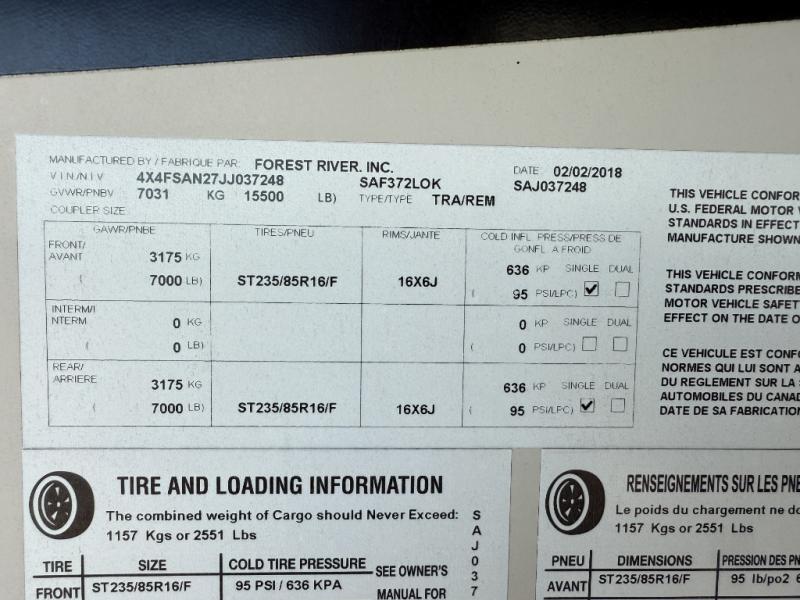 MANUFACTURED BY / FABRIQUE PAR: FOREST RIVER, INC. DATE: 02/02/2018
VIN/NIV 4X4FSAN27JJ037248 SAF372LOK SAJ037248
GVWR/PNBV 7031 KG 15500 LB) TYPE/TYPE TRA/REM
COUPLER SIZE
GAWR/PNBE TIRES/PNEU RIMS/JANTE COLD INFL PRESS/PRESS DE
GONFL A FROID
FRONT/
AVANT 3175 KG 636 KP SINGLE DUAL
( 7000 LB) ST235/85R16/F 16X6J ( 95 PSI/LPC)
INTERM/I
NTERM 0 KG 0 KP SINGLE DUAL
( 0 LB) ( 0 PSI/LPC)
REAR/
ARRIERE 3175 KG 636 KP SINGLE DUAL
( 7000 LB) ST235/85R16/F 16X6J ( 95 PSI/LPC)
THIS VEHICLE CONFOR
U.S. FEDERAL MOTOR
STANDARDS IN EFFECT
MANUFACTURE SHOWN
THIS VEHICLE CONFORM
STANDARDS PRESCRIBE
MOTOR VEHICLE SAFET
EFFECT ON THE DATE O
CE VEHICULE EST CONFO
NORMES QUI LUI SONT A
DU REGLEMENT SUR LA
AUTOMOBILES DU CANAD
DATE DE SA FABRICATION
TIRE AND LOADING INFORMATION
The combined weight of Cargo should Never Exceed:
1157 Kgs or 2551 Lbs
SAJ037
TIRE SIZE COLD TIRE PRESSURE SEE OWNER'S
FRONT ST235/85R16/F 95 PSI / 636 KPA MANUAL FOR
RENSEIGNEMENTS SUR LES PNE
Le poids du chargement ne do
1157 Kgs or 2551 Lbs
PNEU DIMENSIONS PRESSION DES PN
AVANT ST235/85R16/F 95 lb/po2 6